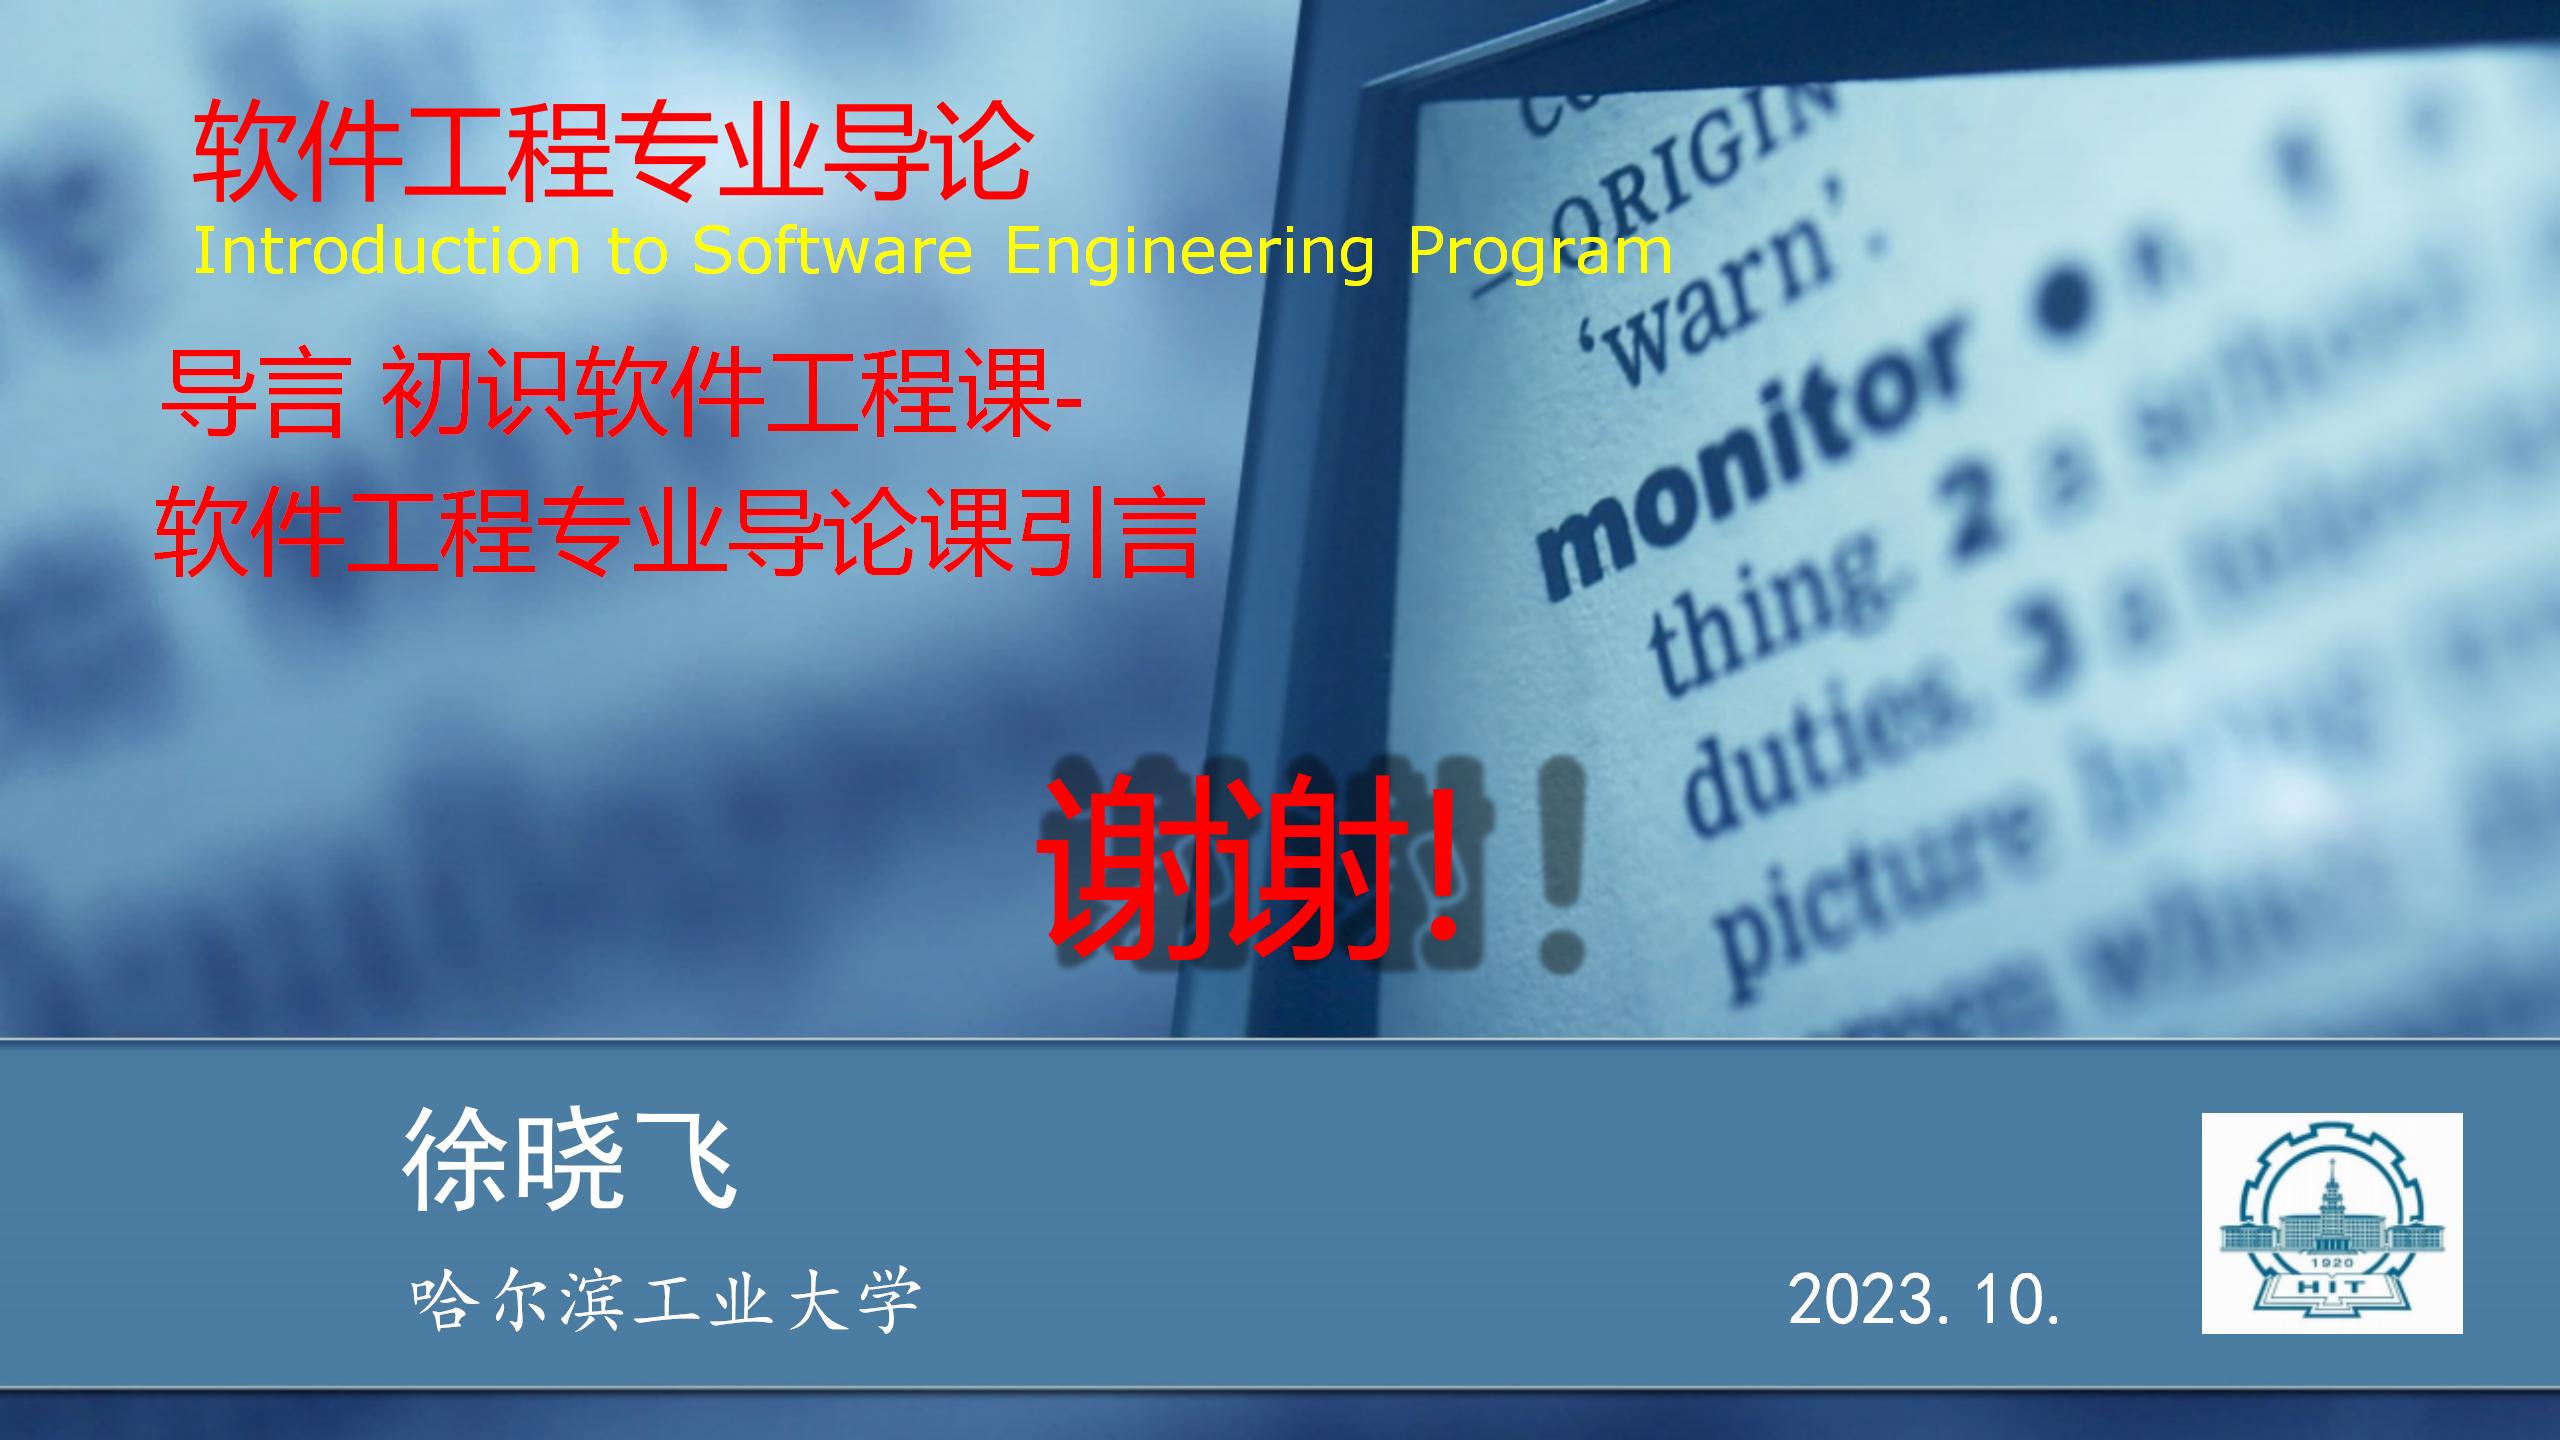 软件工程专业导论
Introduction to Software Engineering Program
导言 初识软件工程课-
软件工程专业导论课引言
ORIGIN
‘warn’.
monitor
thing. 2 a
duties. 3 a
picture
谢谢!
徐晓飞
哈尔滨工业大学
2023.10.
1920
HIT